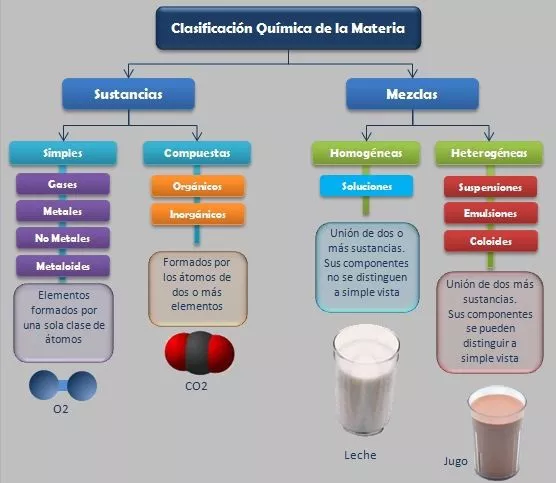 Clasificación Química de la Materia
Sustancias
Mezclas
Simples
Compuestas
Homogéneas
Heterogéneas
Gases
Metales
No Metales
Metaloides
Elementos
formados por
una sola clase de
átomos
O2
Orgánicos
Inorgánicos
Formados por
los átomos de
dos o más
elementos
CO2
Soluciones
Unión de dos o
más sustancias.
Sus componentes
no se distinguen
a simple vista
Leche
Suspensiones
Emulsiones
Coloides
Unión de dos más
sustancias.
Sus componentes
se pueden
distinguir a
simple vista
Jugo